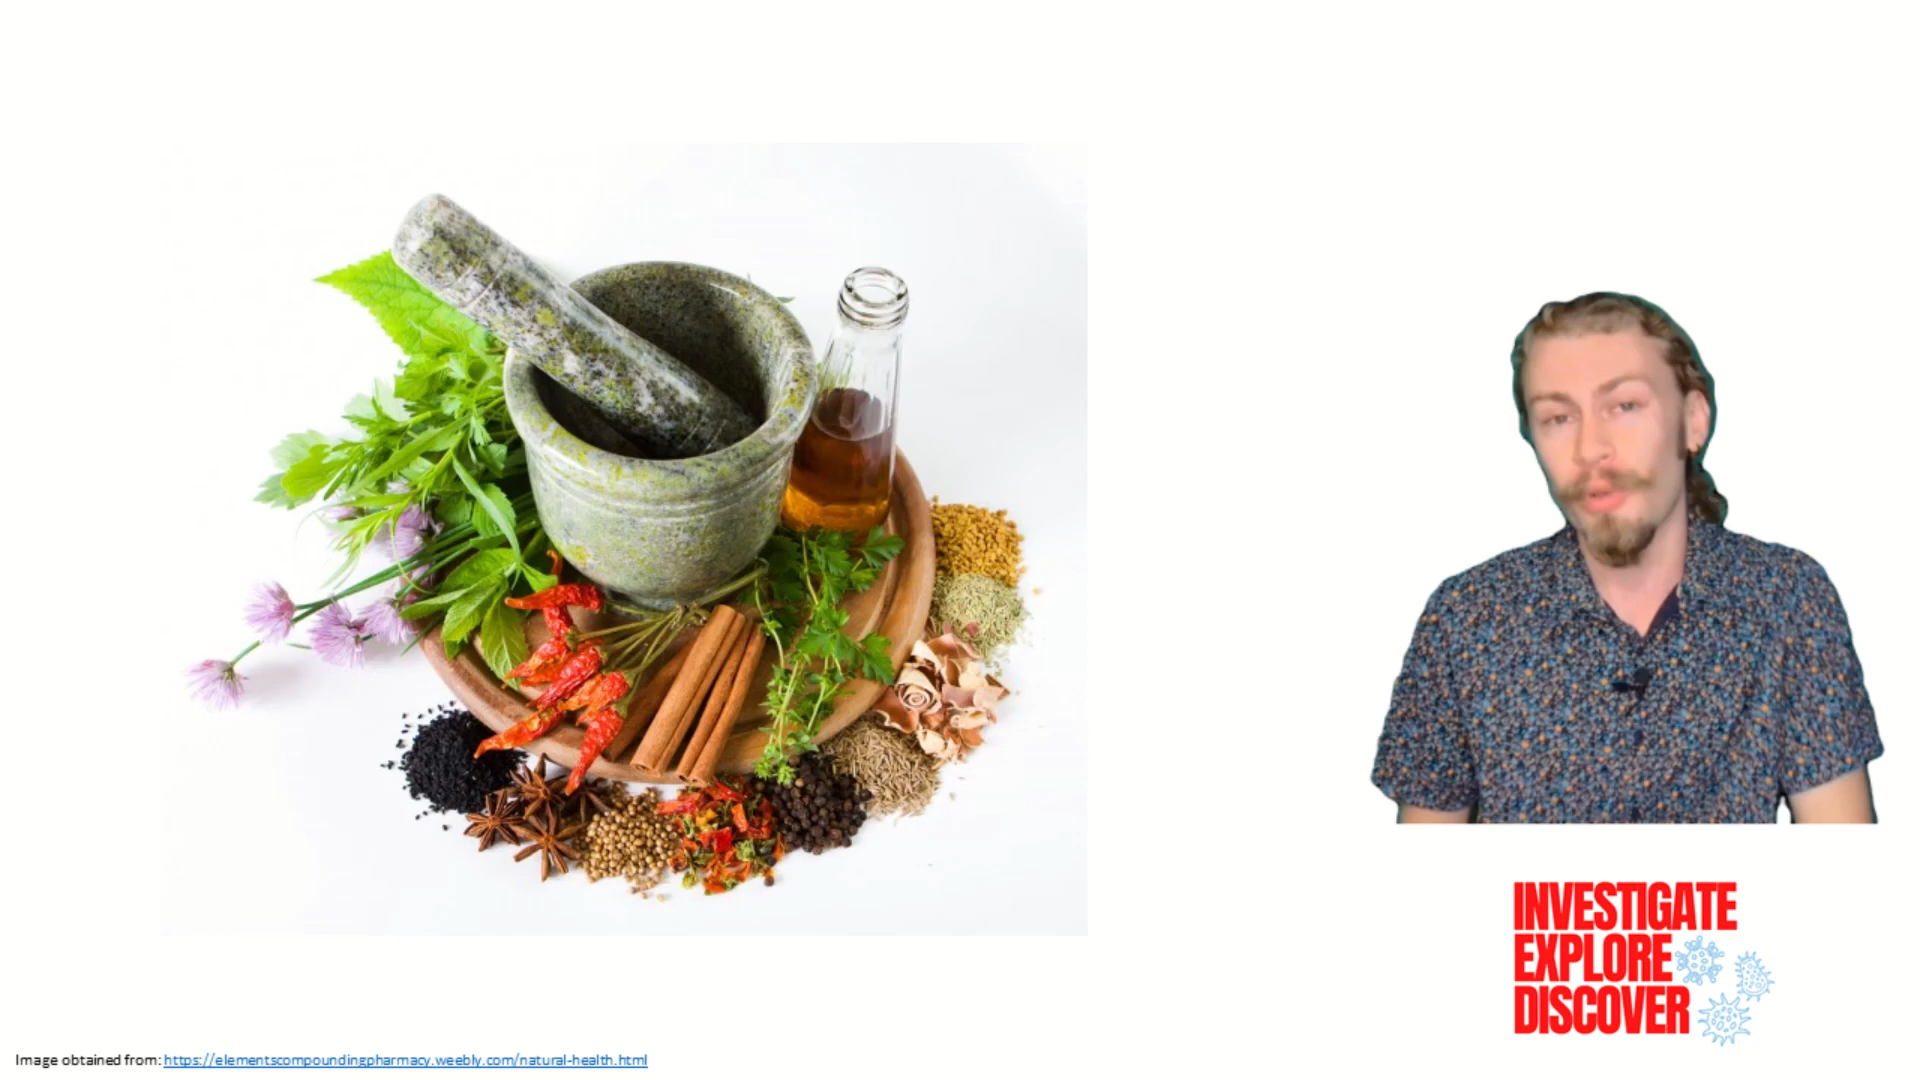 INVESTIGATE
EXPLORE
DISCOVER
Image obtained from: https://elementscompoundingpharmacy.weebly.com/natural-health.html